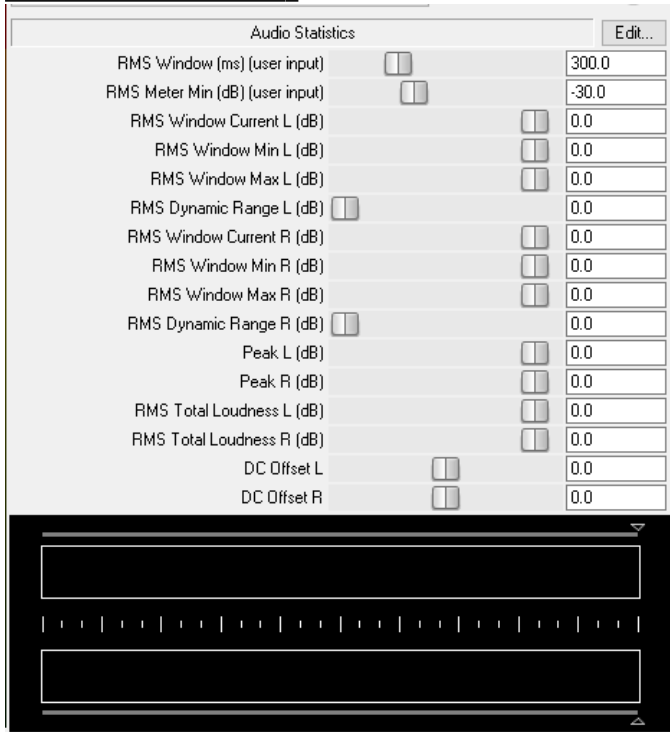 Audio Statistics Edit...
RMS Window (ms) (user input) 300.0
RMS Meter Min (dB) (user input) -30.0
RMS Window Current L (dB) 0.0
RMS Window Min L (dB) 0.0
RMS Window Max L (dB) 0.0
RMS Dynamic Range L (dB) 0.0
RMS Window Current R (dB) 0.0
RMS Window Min R (dB) 0.0
RMS Window Max R (dB) 0.0
RMS Dynamic Range R (dB) 0.0
Peak L (dB) 0.0
Peak R (dB) 0.0
RMS Total Loudness L (dB) 0.0
RMS Total Loudness R (dB) 0.0
DC Offset L 0.0
DC Offset R 0.0